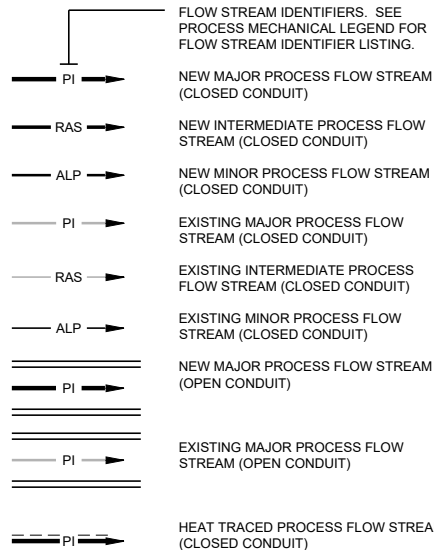 FLOW STREAM IDENTIFIERS. SEE
PROCESS MECHANICAL LEGEND FOR
FLOW STREAM IDENTIFIER LISTING.
PI NEW MAJOR PROCESS FLOW STREAM
(CLOSED CONDUIT)
RAS NEW INTERMEDIATE PROCESS FLOW
STREAM (CLOSED CONDUIT)
ALP NEW MINOR PROCESS FLOW STREAM
(CLOSED CONDUIT)
PI EXISTING MAJOR PROCESS FLOW
STREAM (CLOSED CONDUIT)
RAS EXISTING INTERMEDIATE PROCESS
FLOW STREAM (CLOSED CONDUIT)
ALP EXISTING MINOR PROCESS FLOW
STREAM (CLOSED CONDUIT)
NEW MAJOR PROCESS FLOW STREAM
PI (OPEN CONDUIT)
EXISTING MAJOR PROCESS FLOW
PI STREAM (OPEN CONDUIT)
HEAT TRACED PROCESS FLOW STREA
PI (CLOSED CONDUIT)